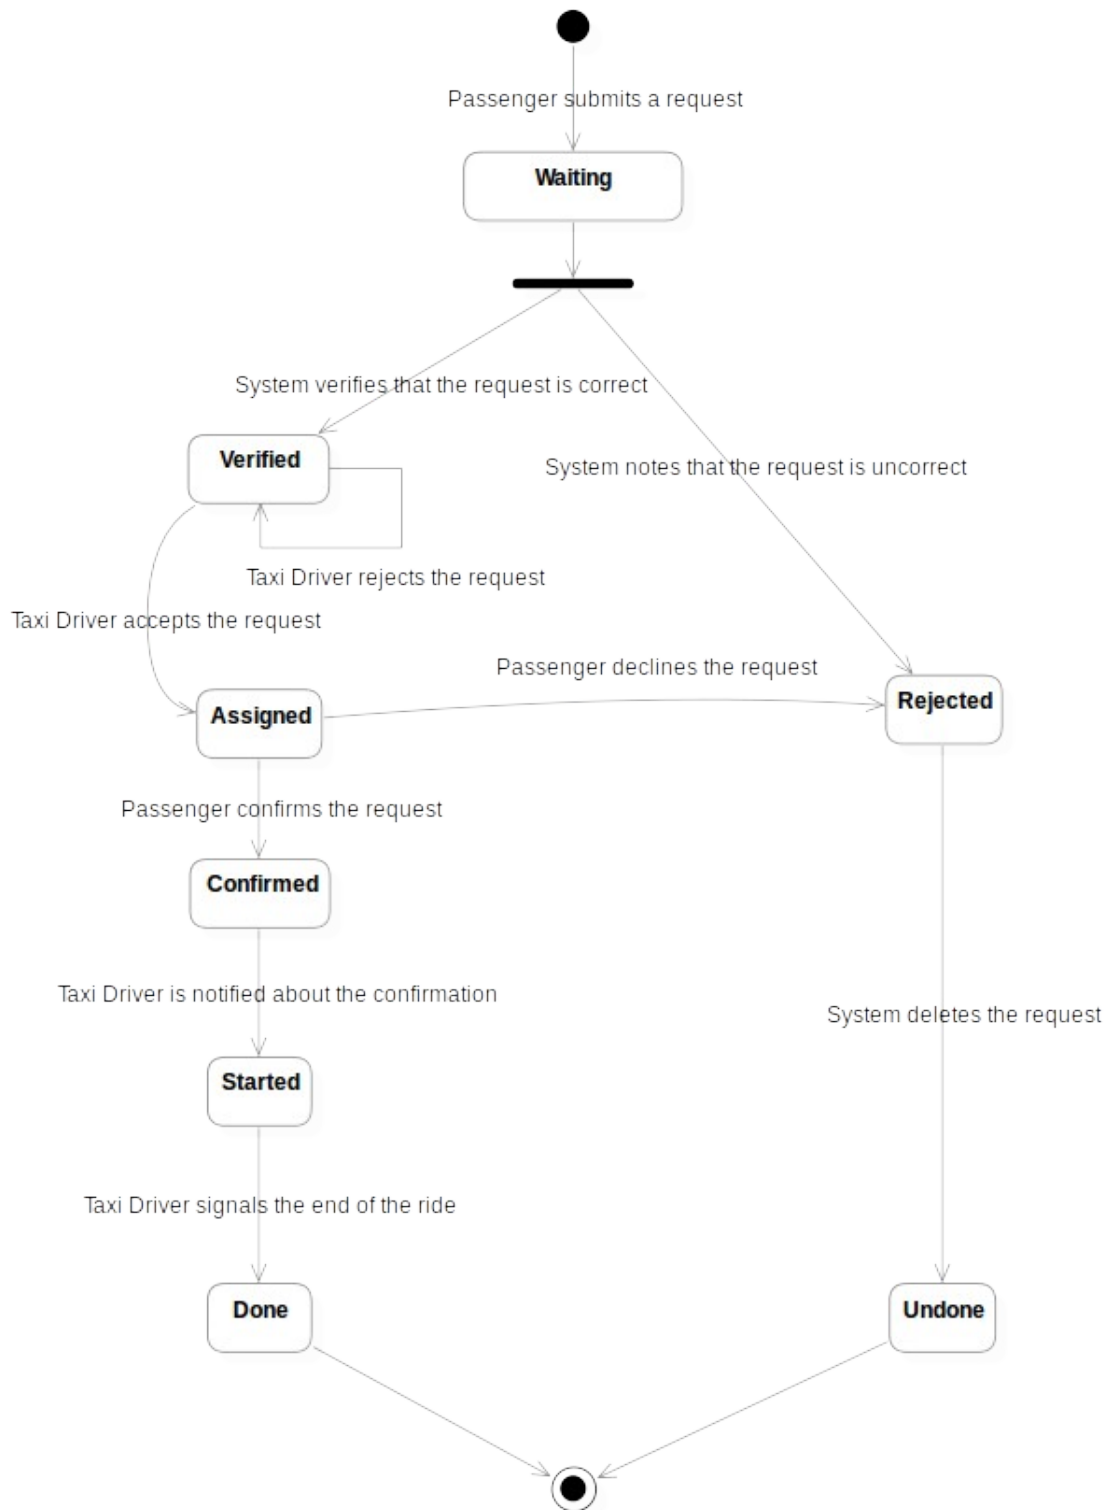 Passenger submits a request
Waiting
System verifies that the request is correct
Verified
System notes that the request is uncorrect
Taxi Driver rejects the request
Taxi Driver accepts the request
Passenger declines the request
Rejected
Assigned
Passenger confirms the request
Confirmed
Taxi Driver is notified about the confirmation
System deletes the request
Started
Taxi Driver signals the end of the ride
Done
Undone